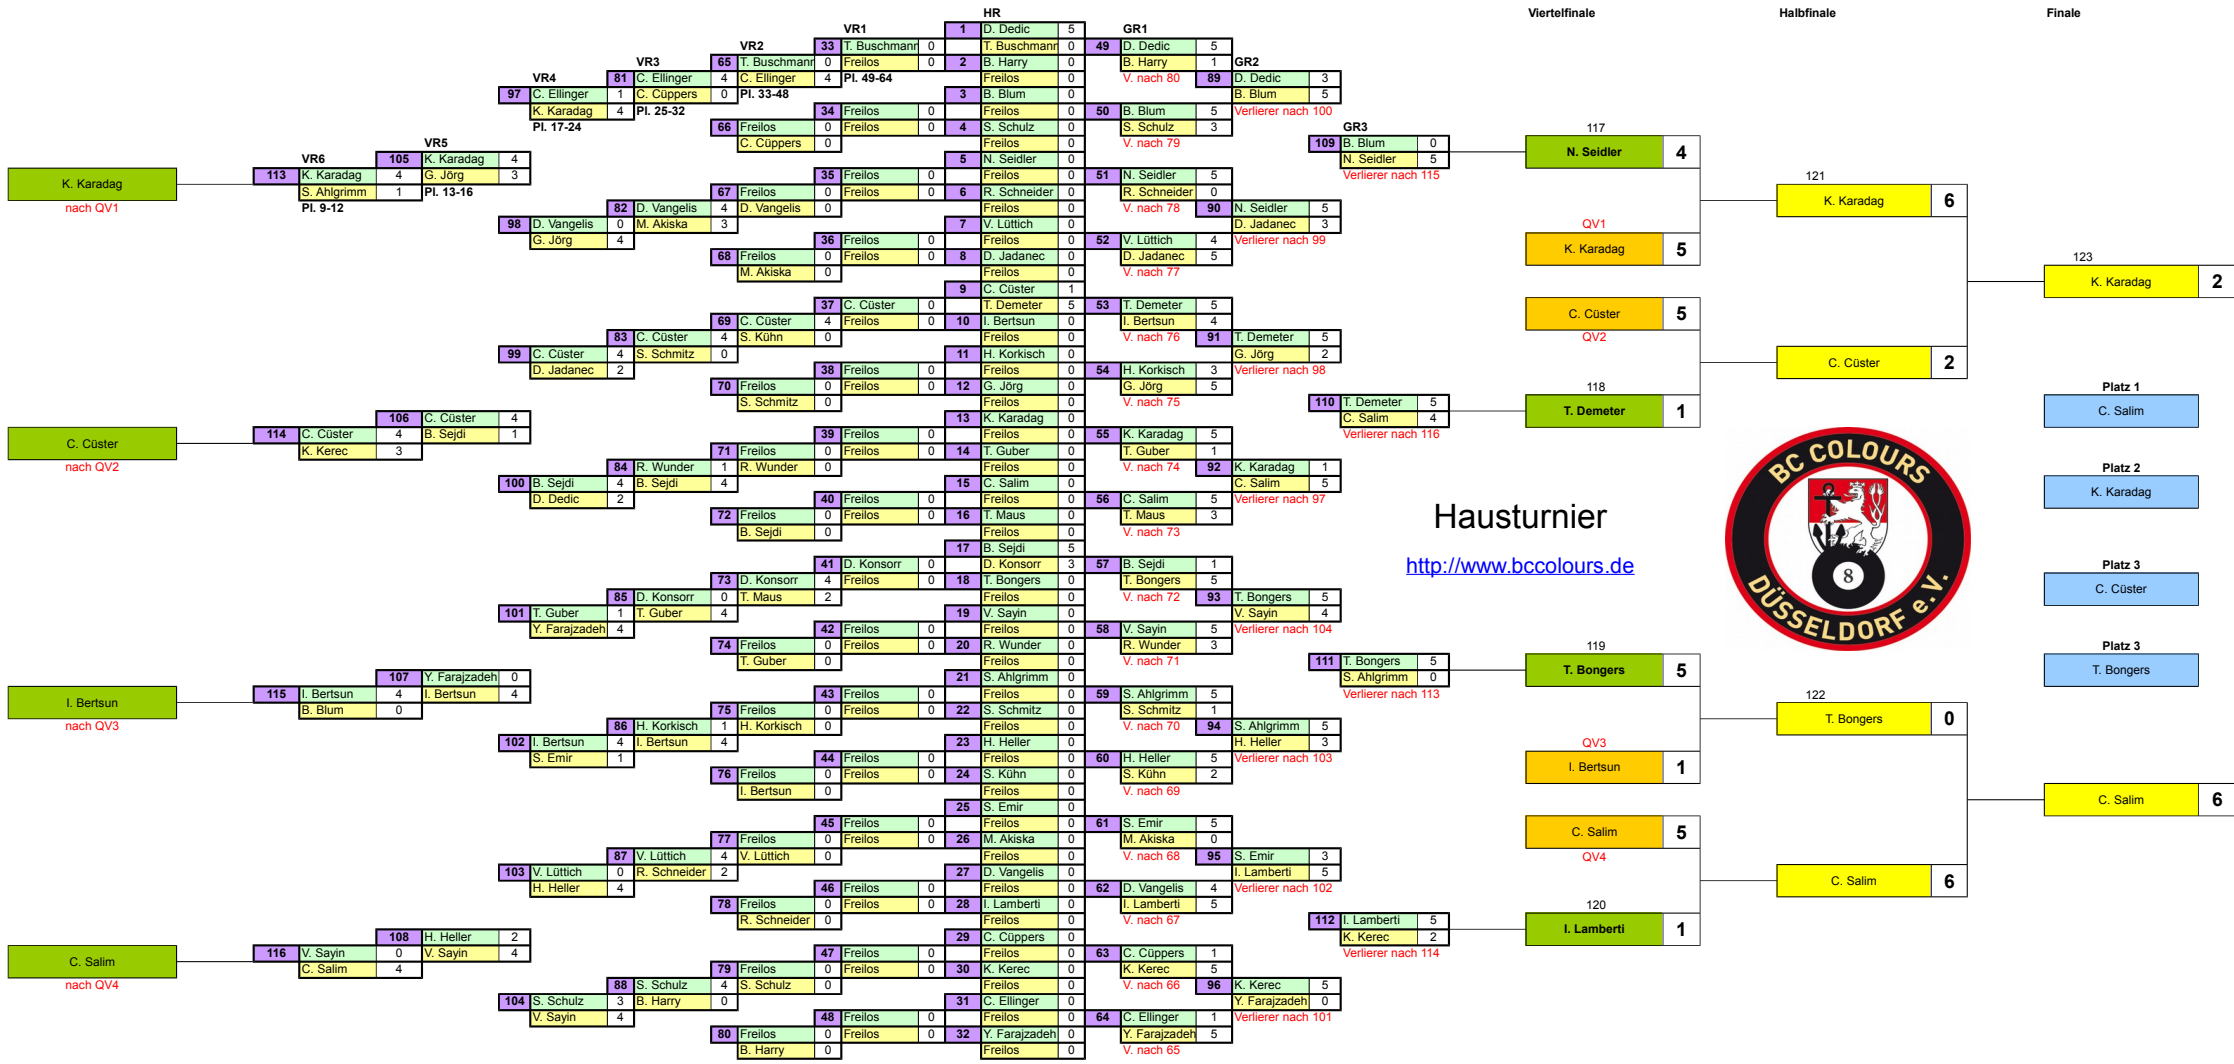 HR
Viertelfinale
Halbfinale
Finale
VR1
1 D. Dedic 5
GR1
VR2
33 T. Buschmann 0
T. Buschmann 0
49 D. Dedic 5
VR3
65 T. Buschmann 0
Freilos 0
2 B. Harry 0
B. Harry 1
GR2
VR4
81 C. Ellinger 4
C. Ellinger 4
Pl. 49-64
Freilos 0
V. nach 80
89 D. Dedic 3
97 C. Ellinger 1
C. Cüppers 0
Pl. 33-48
3 B. Blum 0
B. Blum 5
K. Karadag 4
Pl. 25-32
34 Freilos 0
Freilos 0
50 B. Blum 5
Verlierer nach 100
Pl. 17-24
66 Freilos 0
Freilos 0
4 S. Schulz 0
S. Schulz 3
GR3
117
VR5
C. Cüppers 0
Freilos 0
V. nach 79
109 B. Blum 0
N. Seidler 4
VR6
105 K. Karadag 4
5 N. Seidler 0
N. Seidler 5
K. Karadag
113 K. Karadag 4
G. Jörg 3
35 Freilos 0
Freilos 0
51 N. Seidler 5
Verlierer nach 115
121
S. Ahlgrimm 1
Pl. 13-16
67 Freilos 0
Freilos 0
6 R. Schneider 0
R. Schneider 0
K. Karadag 6
nach QV1
Pl. 9-12
82 D. Vangelis 4
D. Vangelis 0
Freilos 0
V. nach 78
90 N. Seidler 5
98 D. Vangelis 0
M. Akiska 3
7 V. Lüttich 0
D. Jadanec 3
QV1
G. Jörg 4
36 Freilos 0
Freilos 0
52 V. Lüttich 4
Verlierer nach 99
K. Karadag 5
68 Freilos 0
Freilos 0
8 D. Jadanec 0
D. Jadanec 5
123
M. Akiska 0
Freilos 0
V. nach 77
K. Karadag 2
9 C. Cüster 1
37 C. Cüster 0
T. Demeter 5
53 T. Demeter 5
C. Cüster 5
69 C. Cüster 4
Freilos 0
10 I. Bertsun 0
I. Bertsun 4
QV2
83 C. Cüster 4
S. Kühn 0
Freilos 0
V. nach 76
91 T. Demeter 5
99 C. Cüster 4
S. Schmitz 0
11 H. Korkisch 0
G. Jörg 2
C. Cüster 2
D. Jadanec 2
38 Freilos 0
Freilos 0
54 H. Korkisch 3
Verlierer nach 98
70 Freilos 0
Freilos 0
12 G. Jörg 0
G. Jörg 5
118
Platz 1
S. Schmitz 0
Freilos 0
V. nach 75
110 T. Demeter 5
T. Demeter 1
C. Salim
106 C. Cüster 4
13 K. Karadag 0
C. Salim 4
C. Cüster
114 C. Cüster 4
B. Sejdi 1
39 Freilos 0
Freilos 0
55 K. Karadag 5
Verlierer nach 116
K. Kerec 3
71 Freilos 0
Freilos 0
14 T. Guber 0
T. Guber 1
nach QV2
84 R. Wunder 1
R. Wunder 0
Freilos 0
V. nach 74
92 K. Karadag 1
Platz 2
100 B. Sejdi 4
B. Sejdi 4
15 C. Salim 0
C. Salim 5
K. Karadag
D. Dedic 2
40 Freilos 0
Freilos 0
56 C. Salim 5
Verlierer nach 97
72 Freilos 0
Freilos 0
16 T. Maus 0
T. Maus 3
Hausturnier
B. Sejdi 0
Freilos 0
V. nach 73
17 B. Sejdi 5
41 D. Konsorr 0
D. Konsorr 3
57 B. Sejdi 1
http://www.bccolours.de
BC COLOURS
8
DÜSSELDORF e.V.
Platz 3
73 D. Konsorr 4
Freilos 0
18 T. Bongers 0
T. Bongers 5
C. Cüster
85 D. Konsorr 0
T. Maus 2
Freilos 0
V. nach 72
93 T. Bongers 5
101 T. Guber 1
T. Guber 4
19 V. Sayin 0
V. Sayin 4
Y. Farajzadeh 4
42 Freilos 0
Freilos 0
58 V. Sayin 5
Verlierer nach 104
74 Freilos 0
Freilos 0
20 R. Wunder 0
R. Wunder 3
119
Platz 3
T. Guber 0
Freilos 0
V. nach 71
111 T. Bongers 5
T. Bongers 5
T. Bongers
107 Y. Farajzadeh 0
21 S. Ahlgrimm 0
S. Ahlgrimm 0
I. Bertsun
115 I. Bertsun 4
I. Bertsun 4
43 Freilos 0
Freilos 0
59 S. Ahlgrimm 5
Verlierer nach 113
122
B. Blum 0
75 Freilos 0
Freilos 0
22 S. Schmitz 0
S. Schmitz 1
T. Bongers 0
nach QV3
86 H. Korkisch 1
H. Korkisch 0
Freilos 0
V. nach 70
94 S. Ahlgrimm 5
102 I. Bertsun 4
I. Bertsun 4
23 H. Heller 0
H. Heller 3
QV3
S. Emir 1
44 Freilos 0
Freilos 0
60 H. Heller 5
Verlierer nach 103
I. Bertsun 1
76 Freilos 0
Freilos 0
24 S. Kühn 0
S. Kühn 2
I. Bertsun 0
Freilos 0
V. nach 69
C. Salim 6
25 S. Emir 0
45 Freilos 0
Freilos 0
61 S. Emir 5
C. Salim 5
77 Freilos 0
Freilos 0
26 M. Akiska 0
M. Akiska 0
QV4
87 V. Lüttich 4
V. Lüttich 0
Freilos 0
V. nach 68
95 S. Emir 3
103 V. Lüttich 0
R. Schneider 2
27 D. Vangelis 0
I. Lamberti 5
C. Salim 6
H. Heller 4
46 Freilos 0
Freilos 0
62 D. Vangelis 4
Verlierer nach 102
78 Freilos 0
Freilos 0
28 I. Lamberti 0
I. Lamberti 5
120
R. Schneider 0
Freilos 0
V. nach 67
112 I. Lamberti 5
I. Lamberti 1
108 H. Heller 2
29 C. Cüppers 0
K. Kerec 2
C. Salim
116 V. Sayin 0
V. Sayin 4
47 Freilos 0
Freilos 0
63 C. Cüppers 1
Verlierer nach 114
C. Salim 4
79 Freilos 0
Freilos 0
30 K. Kerec 0
K. Kerec 5
nach QV4
88 S. Schulz 4
S. Schulz 0
Freilos 0
V. nach 66
96 K. Kerec 5
104 S. Schulz 3
B. Harry 0
31 C. Ellinger 0
Y. Farajzadeh 0
V. Sayin 4
48 Freilos 0
Freilos 0
64 C. Ellinger 1
Verlierer nach 101
80 Freilos 0
Freilos 0
32 Y. Farajzadeh 0
Y. Farajzadeh 5
B. Harry 0
Freilos 0
V. nach 65